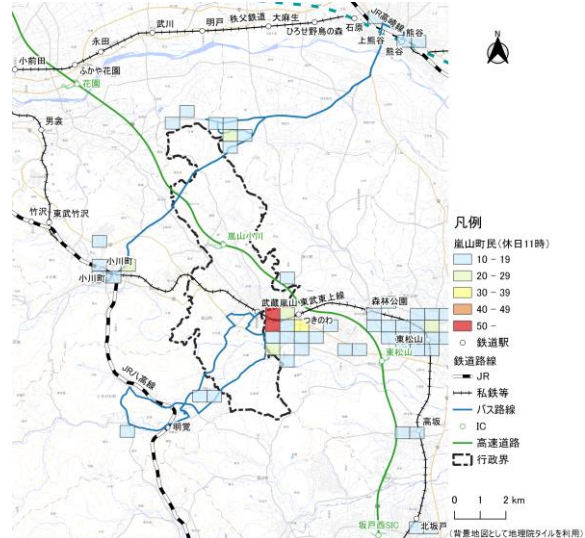 JR高崎線
石原
上熊谷
JR熊谷
熊谷
ひろせ野鳥の森
大麻生
秩父鉄道
明戸
武川
永田
小前田
ふかや花園
花園
男衾
竹沢
東武竹沢
嵐山小川
小川町
小川町
武蔵嵐山
東武東上線
つきのわ
森林公園
東松山
東松山
JR八高線
明覚
高坂
坂戸西SIC
北坂戸
N
凡例
嵐山町民(休日11時)
10 - 19
20 - 29
30 - 39
40 - 49
50 -
鉄道駅
鉄道路線
JR
私鉄等
バス路線
IC
高速道路
行政界
0 1 2 km
(背景地図として地理院タイルを利用)